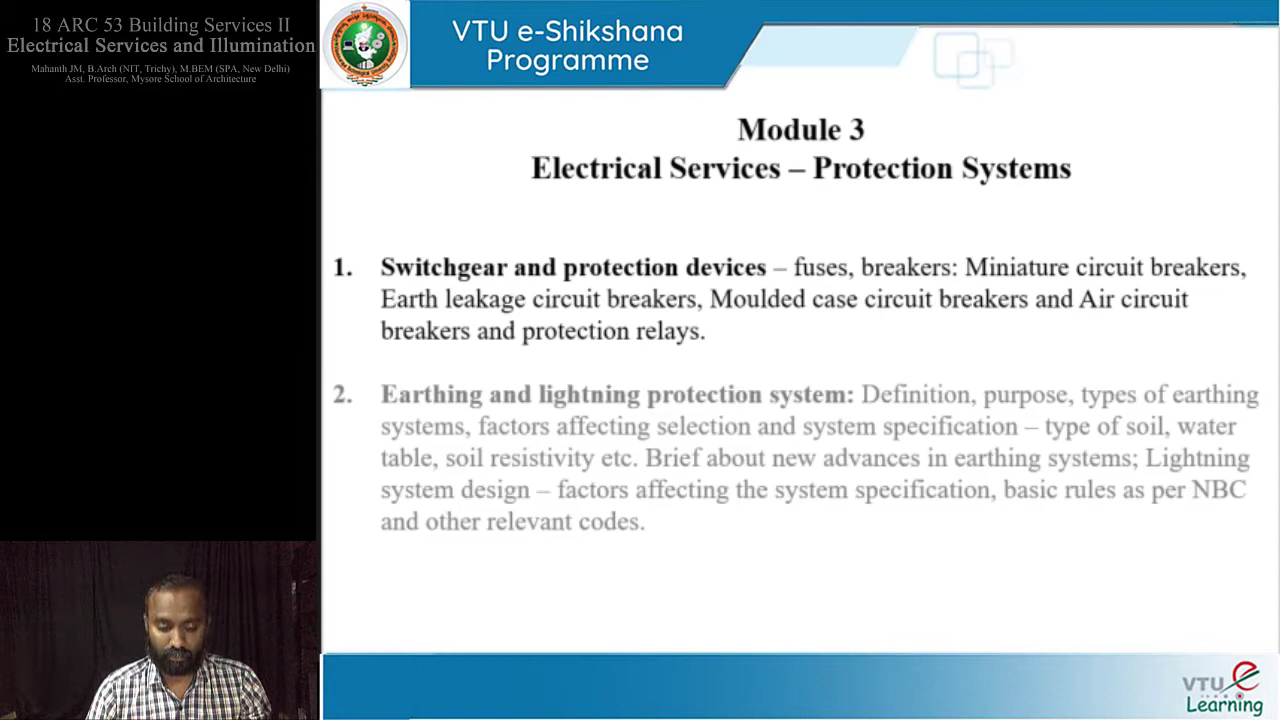 18 ARC 53 Building Services II
Electrical Services and Illumination
Mahanth JM, B.Arch (NIT, Trichy), M.BEM (SPA, New Delhi)
Asst. Professor, Mysore School of Architecture
VTU e-Shikshana
Programme
Module 3
Electrical Services – Protection Systems
1. Switchgear and protection devices – fuses, breakers: Miniature circuit breakers,
Earth leakage circuit breakers, Moulded case circuit breakers and Air circuit
breakers and protection relays.
2. Earthing and lightning protection system: Definition, purpose, types of earthing
systems, factors affecting selection and system specification – type of soil, water
table, soil resistivity etc. Brief about new advances in earthing systems; Lightning
system design – factors affecting the system specification, basic rules as per NBC
and other relevant codes.
VTU e
Learning